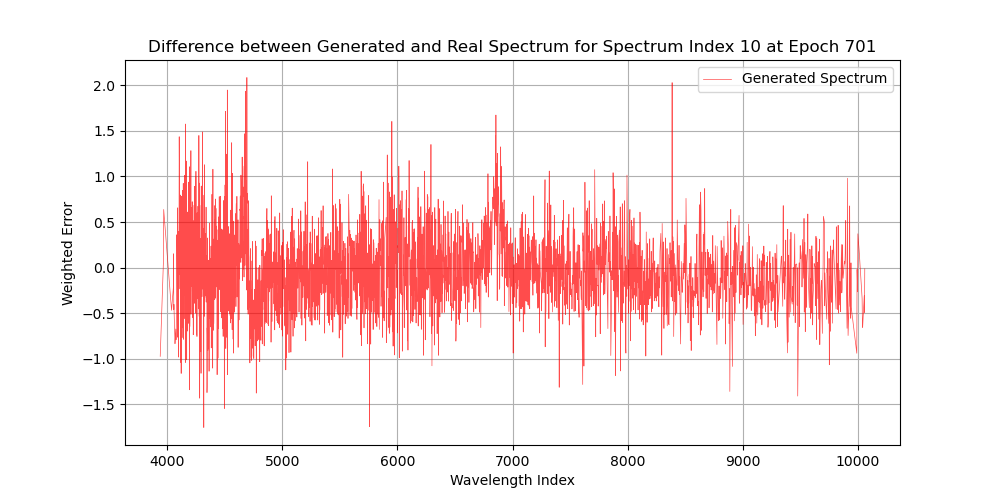 Difference between Generated and Real Spectrum for Spectrum Index 10 at Epoch 701
Generated Spectrum
2.0
1.5
1.0
0.5
0.0
−0.5
−1.0
−1.5
Weighted Error
4000 5000 6000 7000 8000 9000 10000
Wavelength Index